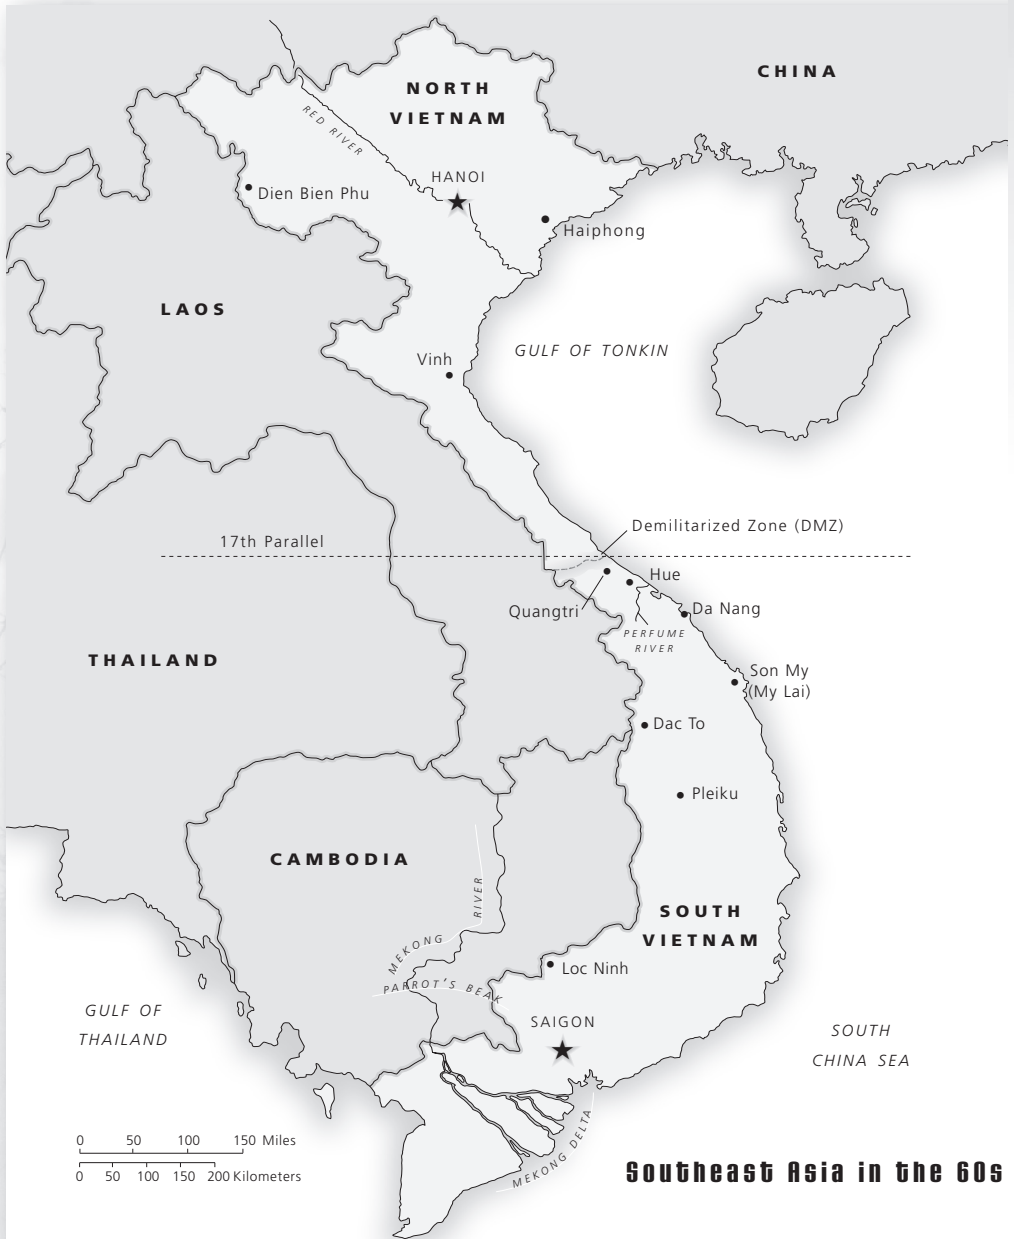 CHINA
NORTH
VIETNAM
RED RIVER
HANOI
Dien Bien Phu
Haiphong
LAOS
GULF OF TONKIN
Vinh
Demilitarized Zone (DMZ)
17th Parallel
Hue
Quangtri
Da Nang
PERFUME
RIVER
THAILAND
Son My
(My Lai)
Dac To
Pleiku
CAMBODIA
MEKONG RIVER
SOUTH
VIETNAM
Loc Ninh
PARROT'S BEAK
GULF OF
THAILAND
SAIGON
SOUTH
CHINA SEA
MEKONG DELTA
0 50 100 150 Miles
0 50 100 150 200 Kilometers
Southeast Asia in the 60s